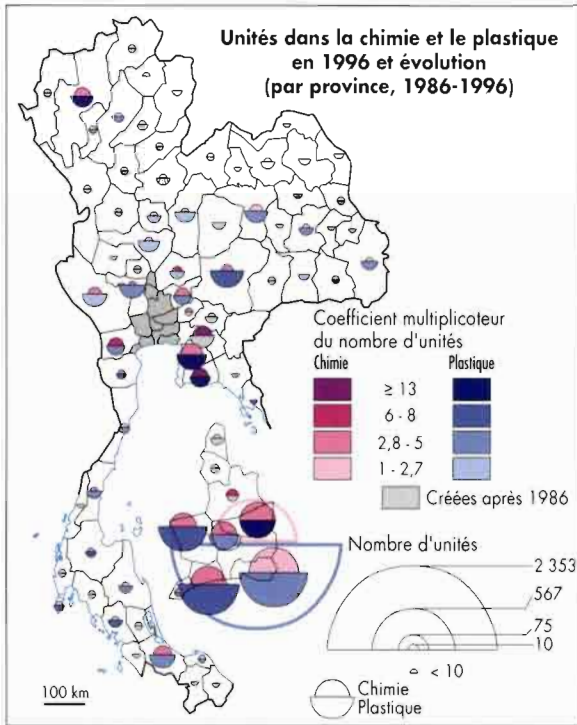 Unités dans la chimie et le plastique
en 1996 et évolution
(par province, 1986-1996)
Coefficient multiplicoteur
du nombre d'unités
Chimie
Plastique
≥ 13
6 - 8
2,8 - 5
1 - 2,7
Créées après 1986
Nombre d'unités
2 353
567
75
10
< 10
Chimie
Plastique
100 km